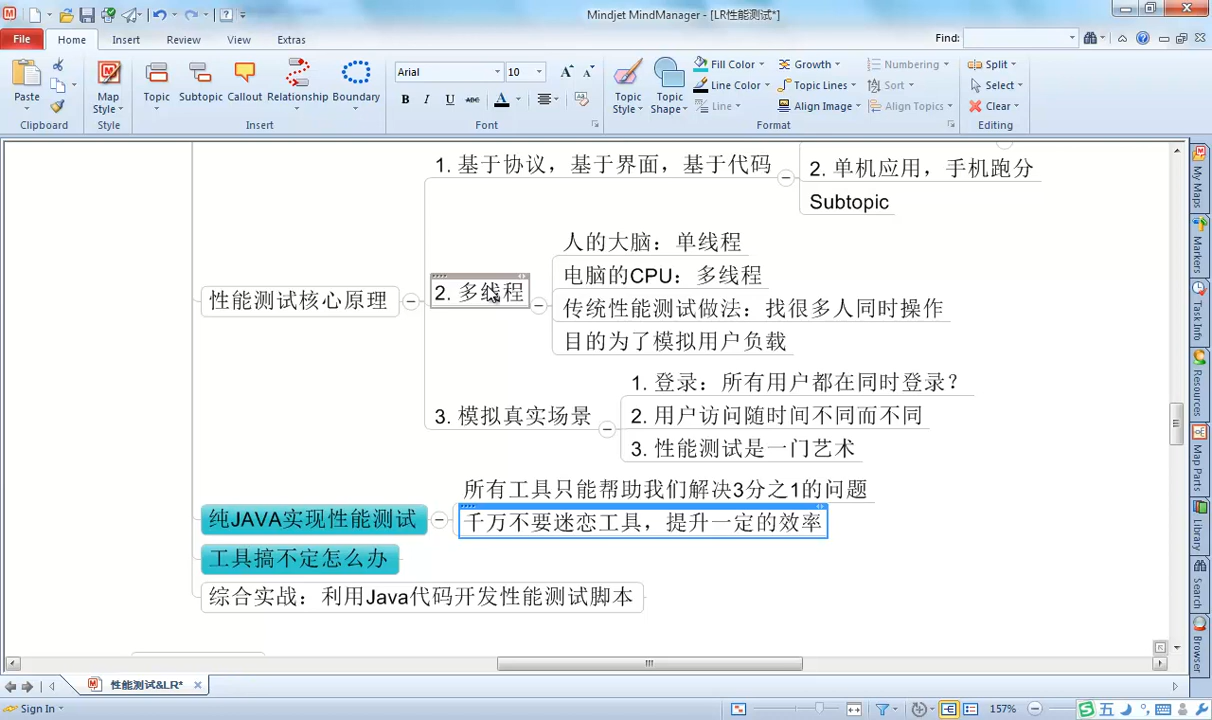 Mindjet MindManager - [LR性能测试*]
File Home Insert Review View Extras Find:
Paste Map Style Topic Subtopic Callout Relationship Boundary
Arial 10
B I U abc A
Topic Style Topic Shape
Fill Color Growth Numbering Split
Line Color Topic Lines Sort Select
Line Align Image Align Topics Clear
Clipboard Style Insert Font Format Editing
1. 基于协议，基于界面，基于代码
2. 单机应用，手机跑分
Subtopic
人的大脑：单线程
电脑的CPU：多线程
性能测试核心原理
2. 多线程
传统性能测试做法：找很多人同时操作
目的为了模拟用户负载
1. 登录：所有用户都在同时登录？
3. 模拟真实场景
2. 用户访问随时间不同而不同
3. 性能测试是一门艺术
所有工具只能帮助我们解决3分之1的问题
纯JAVA实现性能测试
千万不要迷恋工具，提升一定的效率
工具搞不定怎么办
综合实战：利用Java代码开发性能测试脚本
My Maps
Markers
Task Info
Resources
Map Parts
Library
Search
Browser
性能测试&LR*
Sign In
157%
五